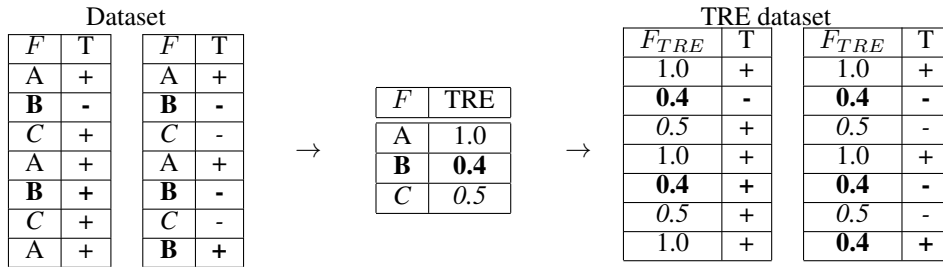 Dataset TRE dataset
F T F T F_TRE T F_TRE T
A + A + 1.0 + 1.0 +
B - B - F TRE 0.4 - 0.4 -
C + C - A 1.0 0.5 + 0.5 -
A + A + → B 0.4 → 1.0 + 1.0 +
B + B - C 0.5 0.4 + 0.4 -
C + C - 0.5 + 0.5 -
A + B + 1.0 + 0.4 +